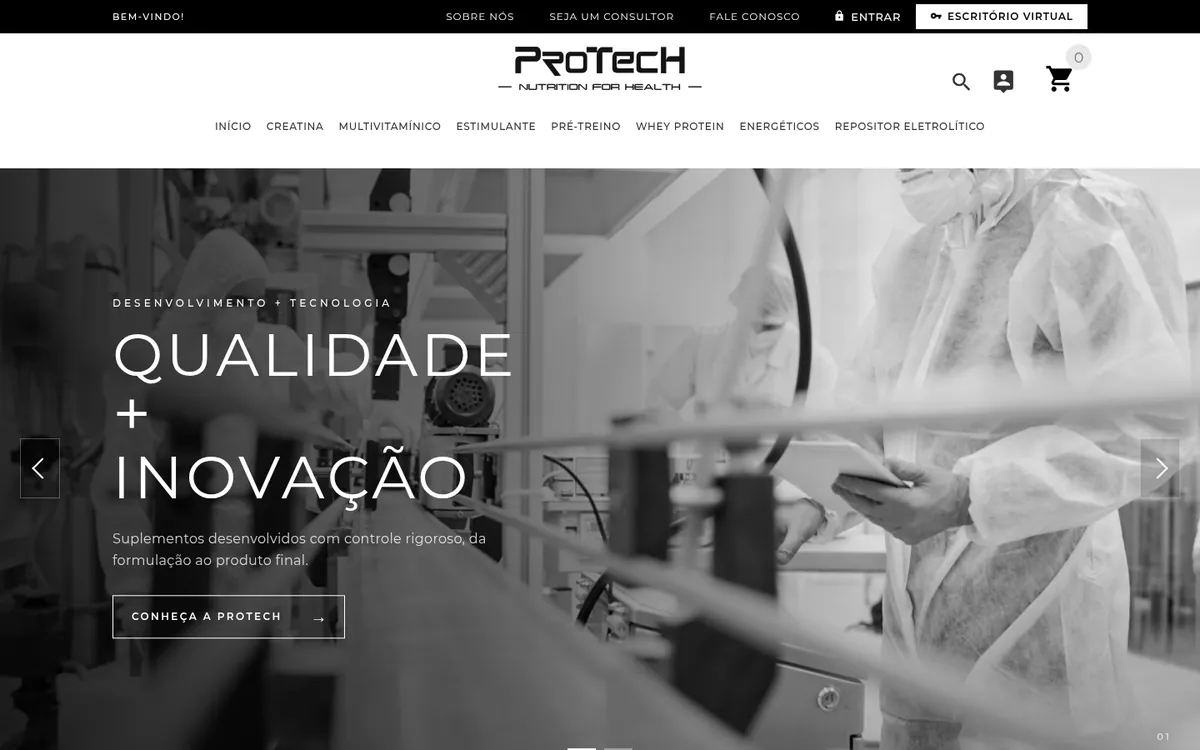 BEM-VINDO!
SOBRE NÓS
SEJA UM CONSULTOR
FALE CONOSCO
ENTRAR
ESCRITÓRIO VIRTUAL
PROTECH
NUTRITION FOR HEALTH
0
INÍCIO CREATINA MULTIVITAMÍNICO ESTIMULANTE PRÉ-TREINO WHEY PROTEIN ENERGÉTICOS REPOSITOR ELETROLÍTICO
DESENVOLVIMENTO + TECNOLOGIA
QUALIDADE
+
INOVAÇÃO
Suplementos desenvolvidos com controle rigoroso, da
formulação ao produto final.
CONHEÇA A PROTECH →
01